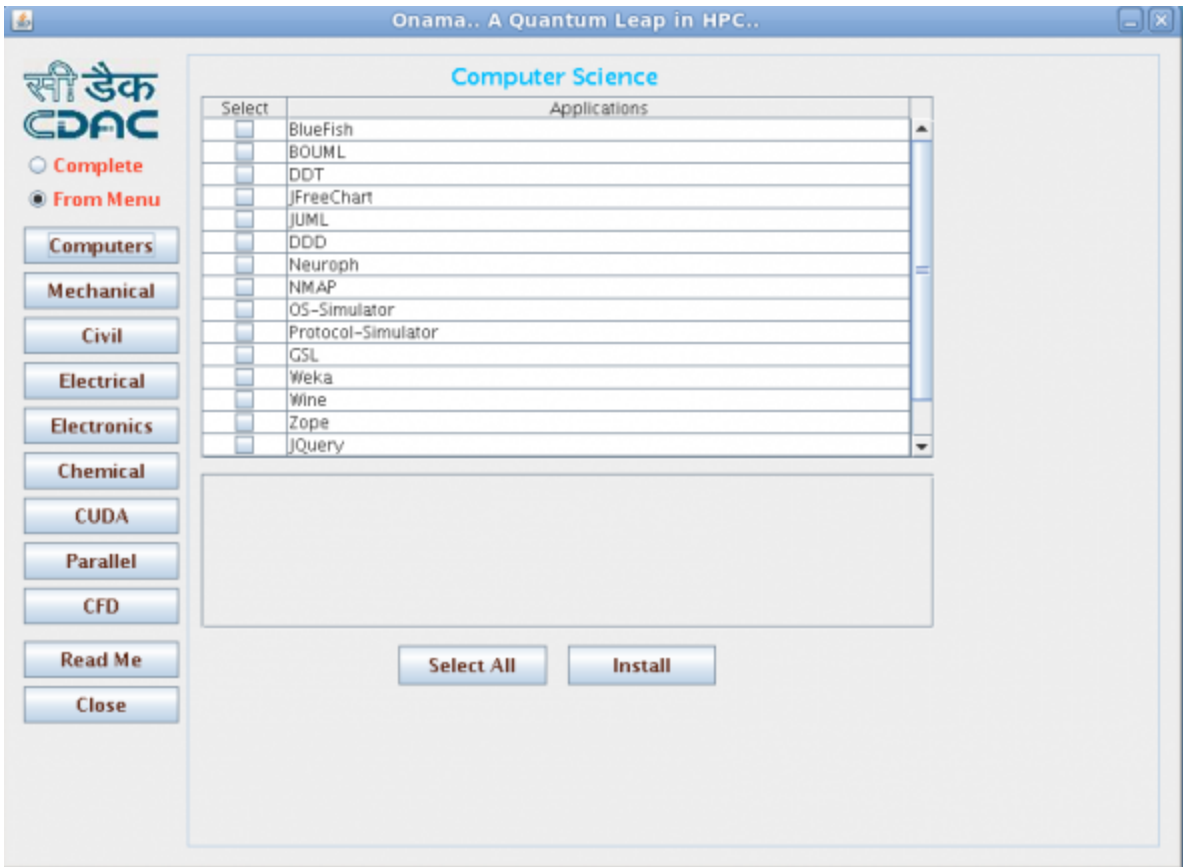 Onama.. A Quantum Leap in HPC..
सी डैक
CDAC
Complete
From Menu
Computers
Mechanical
Civil
Electrical
Electronics
Chemical
CUDA
Parallel
CFD
Read Me
Close
Computer Science
Select Applications
BlueFish
BOUML
DDT
JFreeChart
JUML
DDD
Neuroph
NMAP
OS-Simulator
Protocol-Simulator
GSL
Weka
Wine
Zope
JQuery
Select All Install